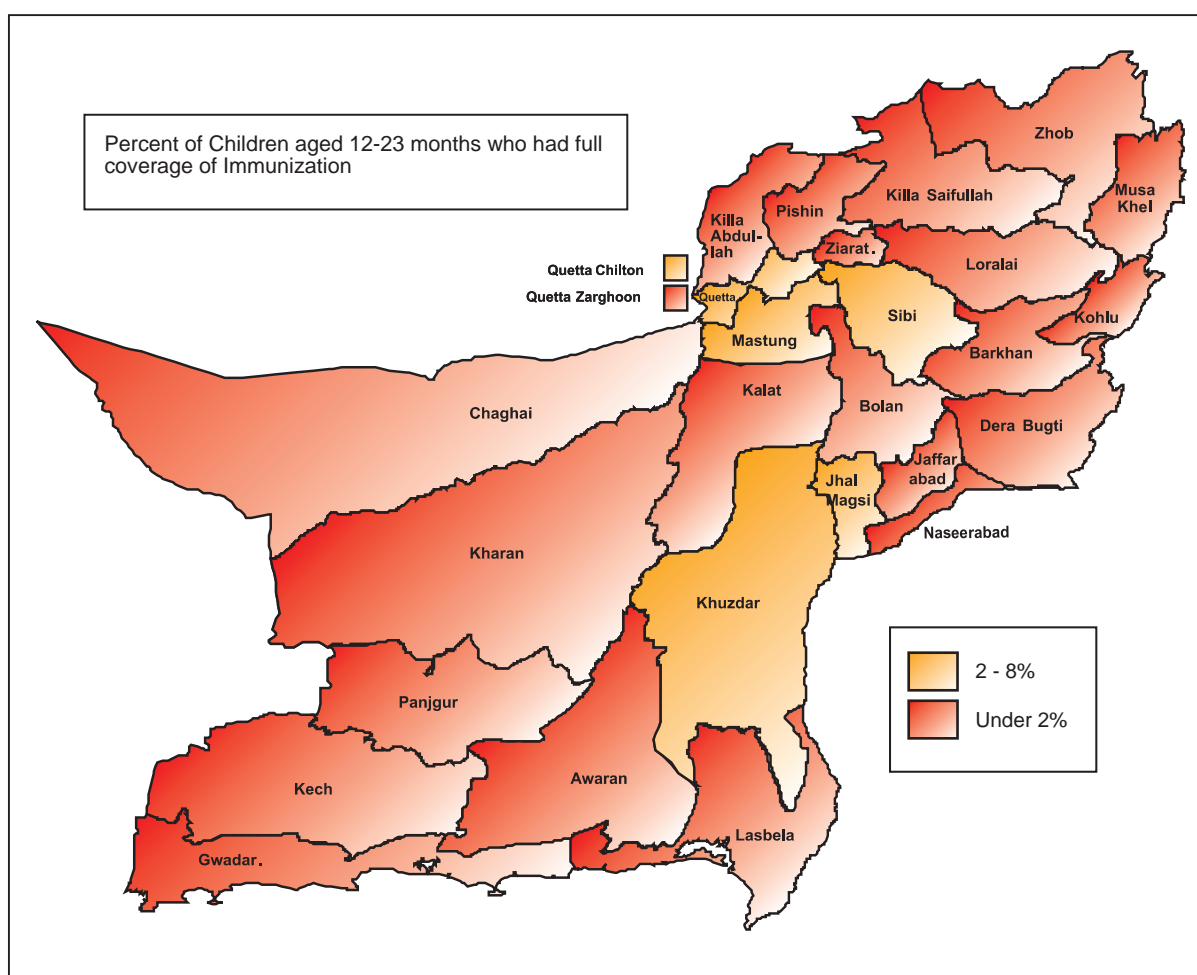 Percent of Children aged 12-23 months who had full
coverage of Immunization
Zhob
Musa
Khel
Killa Saifullah
Pishin
Killa
Abdul-
lah
Ziarat.
Loralai
Quetta Chilton
Quetta Zarghoon
Quetta
Sibi
Kohlu
Mastung
Barkhan
Kalat
Bolan
Chaghai
Dera Bugti
Jaffar
abad
Jhal
Magsi
Naseerabad
Kharan
Khuzdar
2 - 8%
Under 2%
Panjgur
Awaran
Kech
Lasbela
Gwadar.